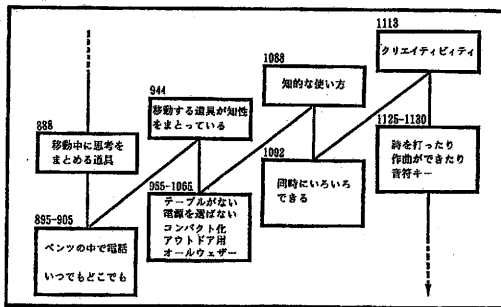 888
移動中に思考を
まとめる道具
895-905
ベンツの中で電話
いつでもどこでも
944
移動する道具が知性
をまとっている
955-1065
テーブルがない
電源を選ばない
コンパクト化
アウトドア用
オールウェザー
1088
知的な使い方
1092
同時にいろいろ
できる
1113
クリエイティビィティ
1125-1130
詩を打ったり
作曲ができたり
音符キー